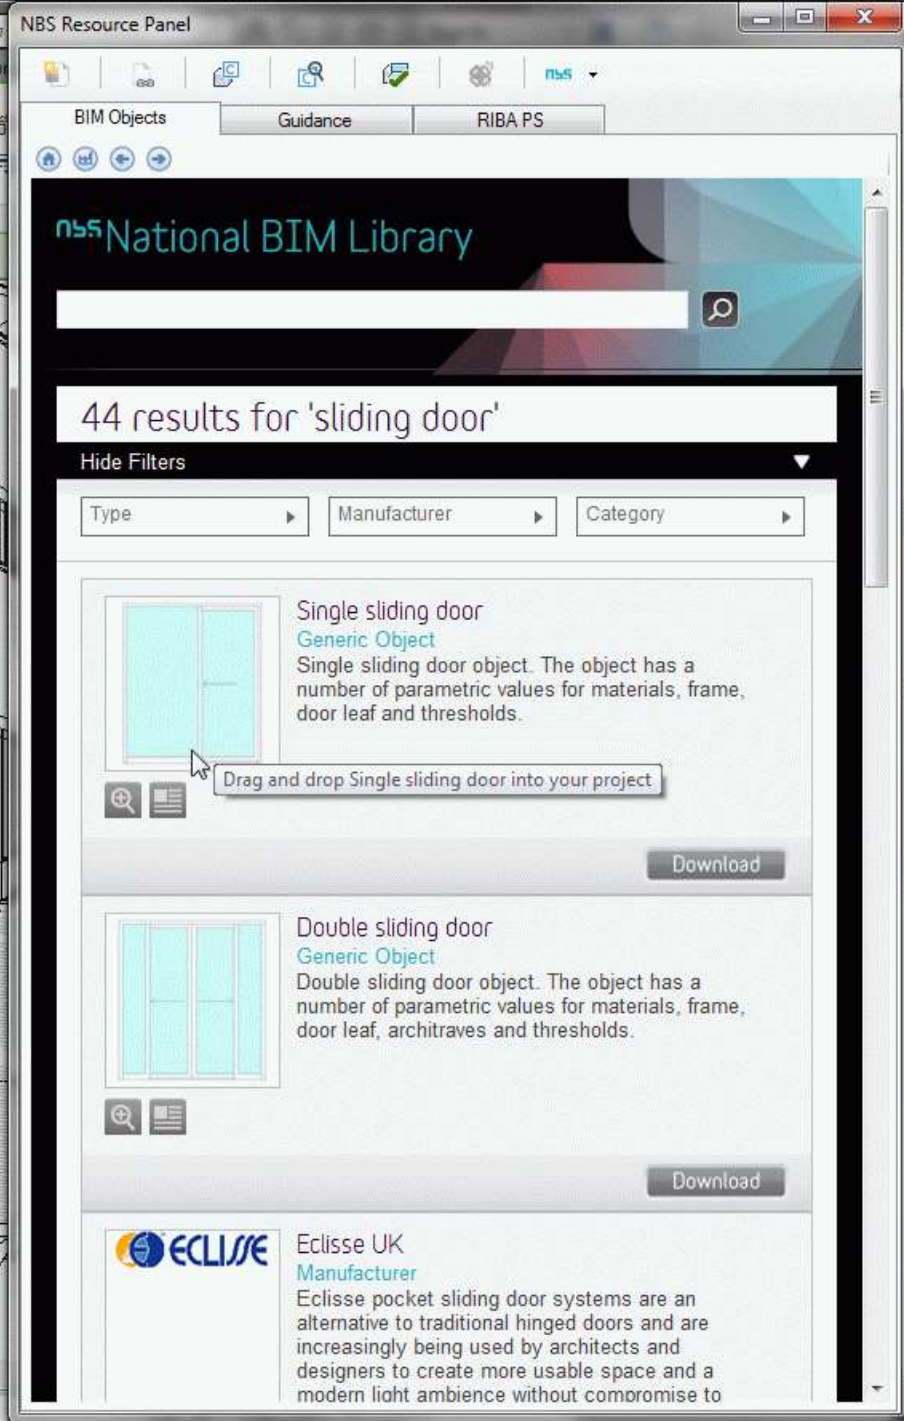 NBS Resource Panel
nbs
BIM Objects
Guidance
RIBA PS
nbs National BIM Library
44 results for 'sliding door'
Hide Filters
Type
Manufacturer
Category
Single sliding door
Generic Object
Single sliding door object. The object has a
number of parametric values for materials, frame,
door leaf and thresholds.
Drag and drop Single sliding door into your project
Download
Double sliding door
Generic Object
Double sliding door object. The object has a
number of parametric values for materials, frame,
door leaf, architraves and thresholds.
Download
ECLISSE
Eclisse UK
Manufacturer
Eclisse pocket sliding door systems are an
alternative to traditional hinged doors and are
increasingly being used by architects and
designers to create more usable space and a
modern light ambience without compromise to